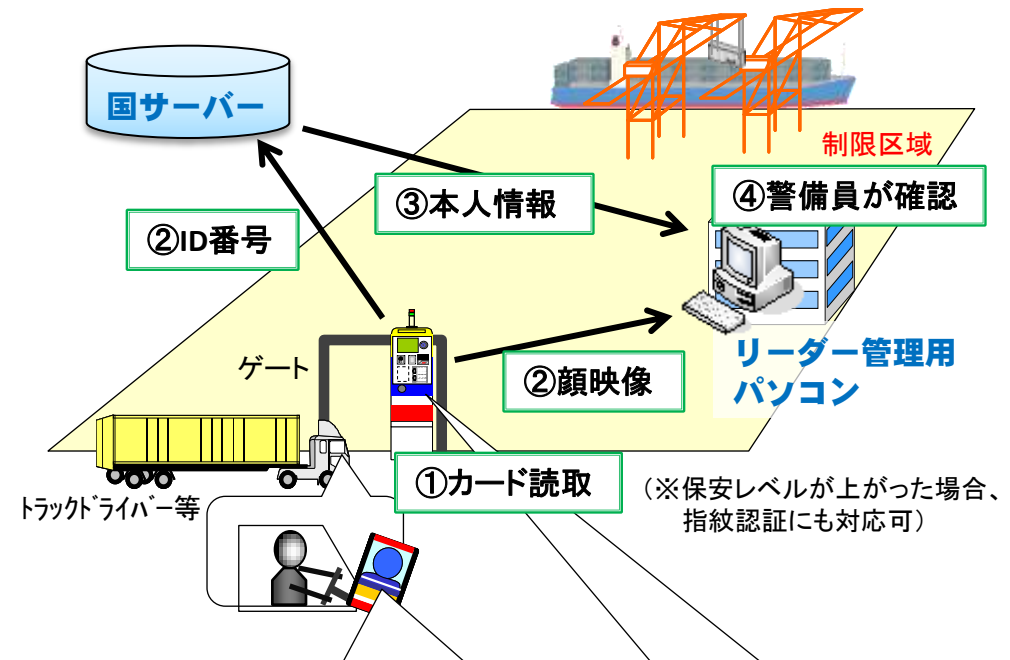 国サーバー
制限区域
③本人情報
④警備員が確認
②ID番号
リーダー管理用
パソコン
ゲート
②顔映像
①カード読取
(※保安レベルが上がった場合、
指紋認証にも対応可)
トラックドライバー等